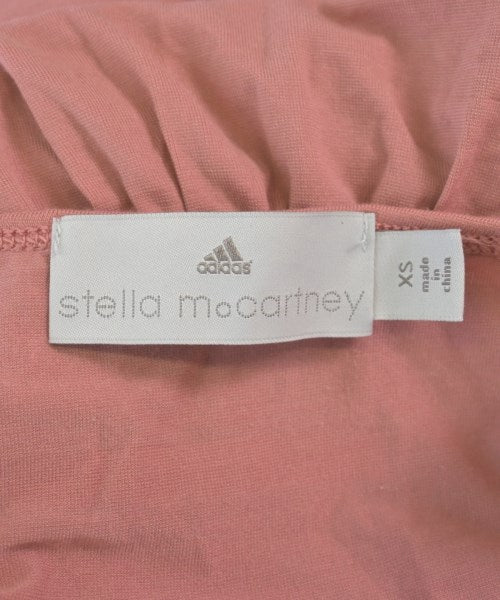 adidas
stella mccartney
XS
made
in
china